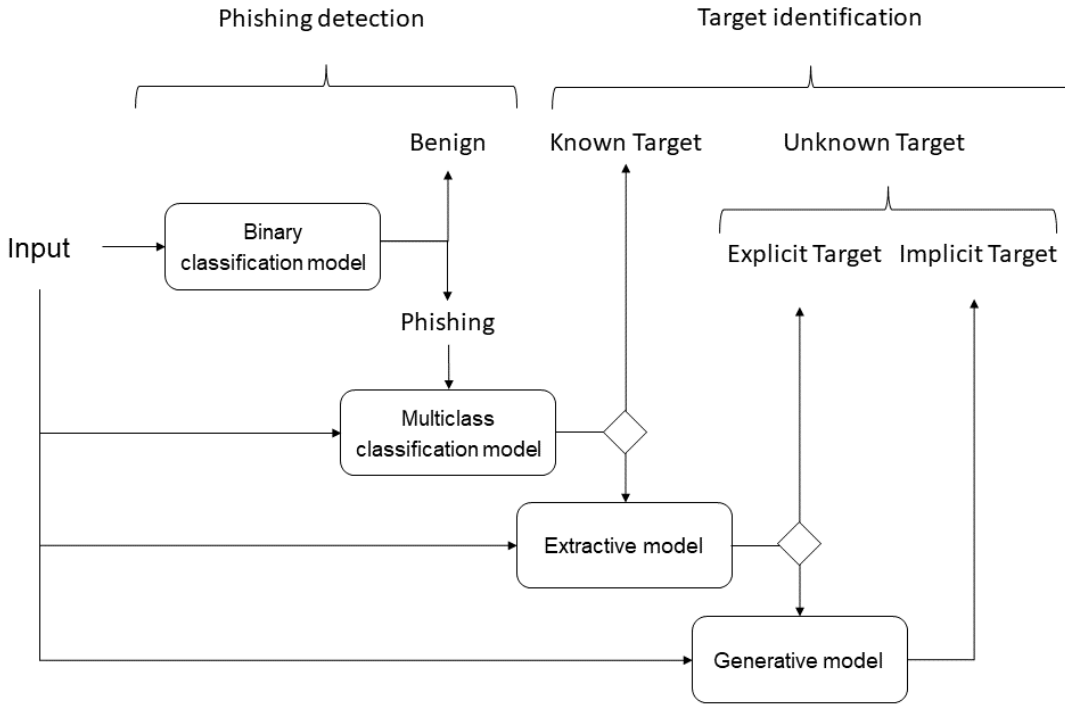 Phishing detection
Target identification
Benign
Known Target
Unknown Target
Binary
classification model
Input
Explicit Target
Implicit Target
Phishing
Multiclass
classification model
Extractive model
Generative model